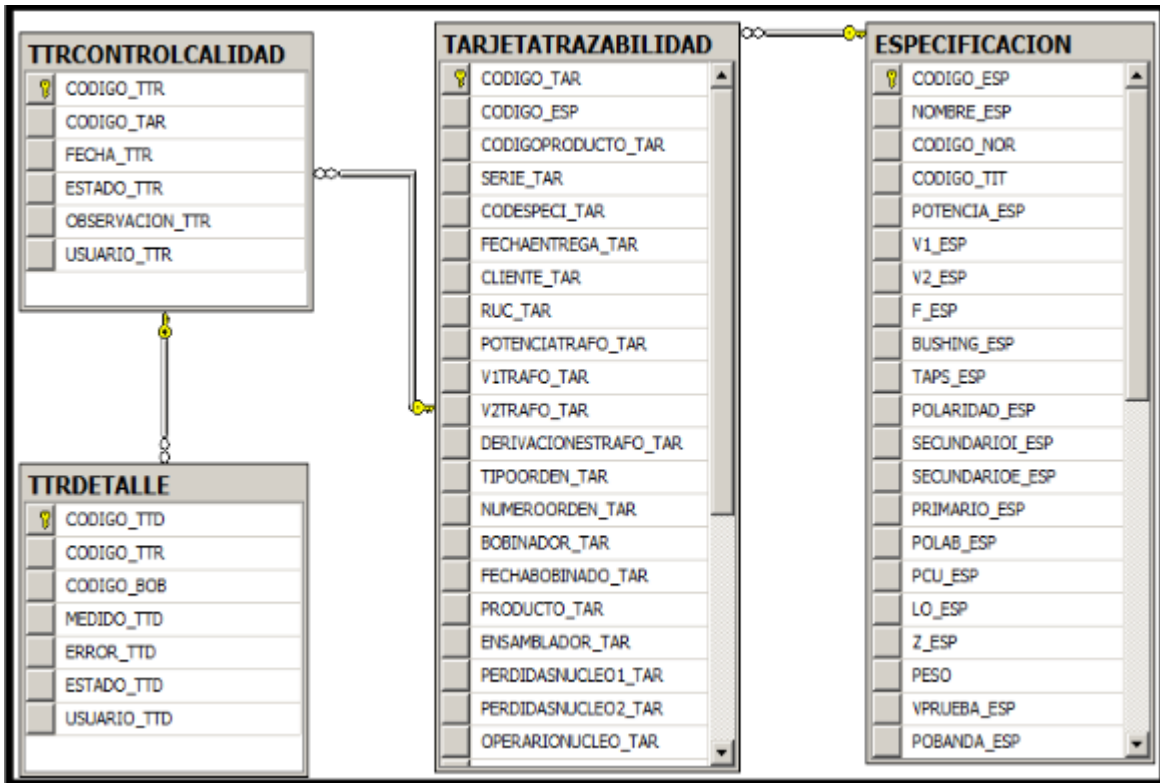 TTRCONTROLCALIDAD
CODIGO_TTR
CODIGO_TAR
FECHA_TTR
ESTADO_TTR
OBSERVACION_TTR
USUARIO_TTR
TTRDETALLE
CODIGO_TTD
CODIGO_TTR
CODIGO_BOB
MEDIDO_TTD
ERROR_TTD
ESTADO_TTD
USUARIO_TTD
TARJETATRAZABILIDAD
CODIGO_TAR
CODIGO_ESP
CODIGOPRODUCTO_TAR
SERIE_TAR
CODESPECI_TAR
FECHAENTREGA_TAR
CLIENTE_TAR
RUC_TAR
POTENCIATRAFO_TAR
V1TRAFO_TAR
V2TRAFO_TAR
DERIVACIONESTRAFO_TAR
TIPOORDEN_TAR
NUMEROORDEN_TAR
BOBINADOR_TAR
FECHABOBINADO_TAR
PRODUCTO_TAR
ENSAMBLADOR_TAR
PERDIDASNUCLEO1_TAR
PERDIDASNUCLEO2_TAR
OPERARIONUCLEO_TAR
ESPECIFICACION
CODIGO_ESP
NOMBRE_ESP
CODIGO_NOR
CODIGO_TIT
POTENCIA_ESP
V1_ESP
V2_ESP
F_ESP
BUSHING_ESP
TAPS_ESP
POLARIDAD_ESP
SECUNDARIOI_ESP
SECUNDARIOE_ESP
PRIMARIO_ESP
POLAB_ESP
PCU_ESP
LO_ESP
Z_ESP
PESO
VPRUEBA_ESP
POBANDA_ESP